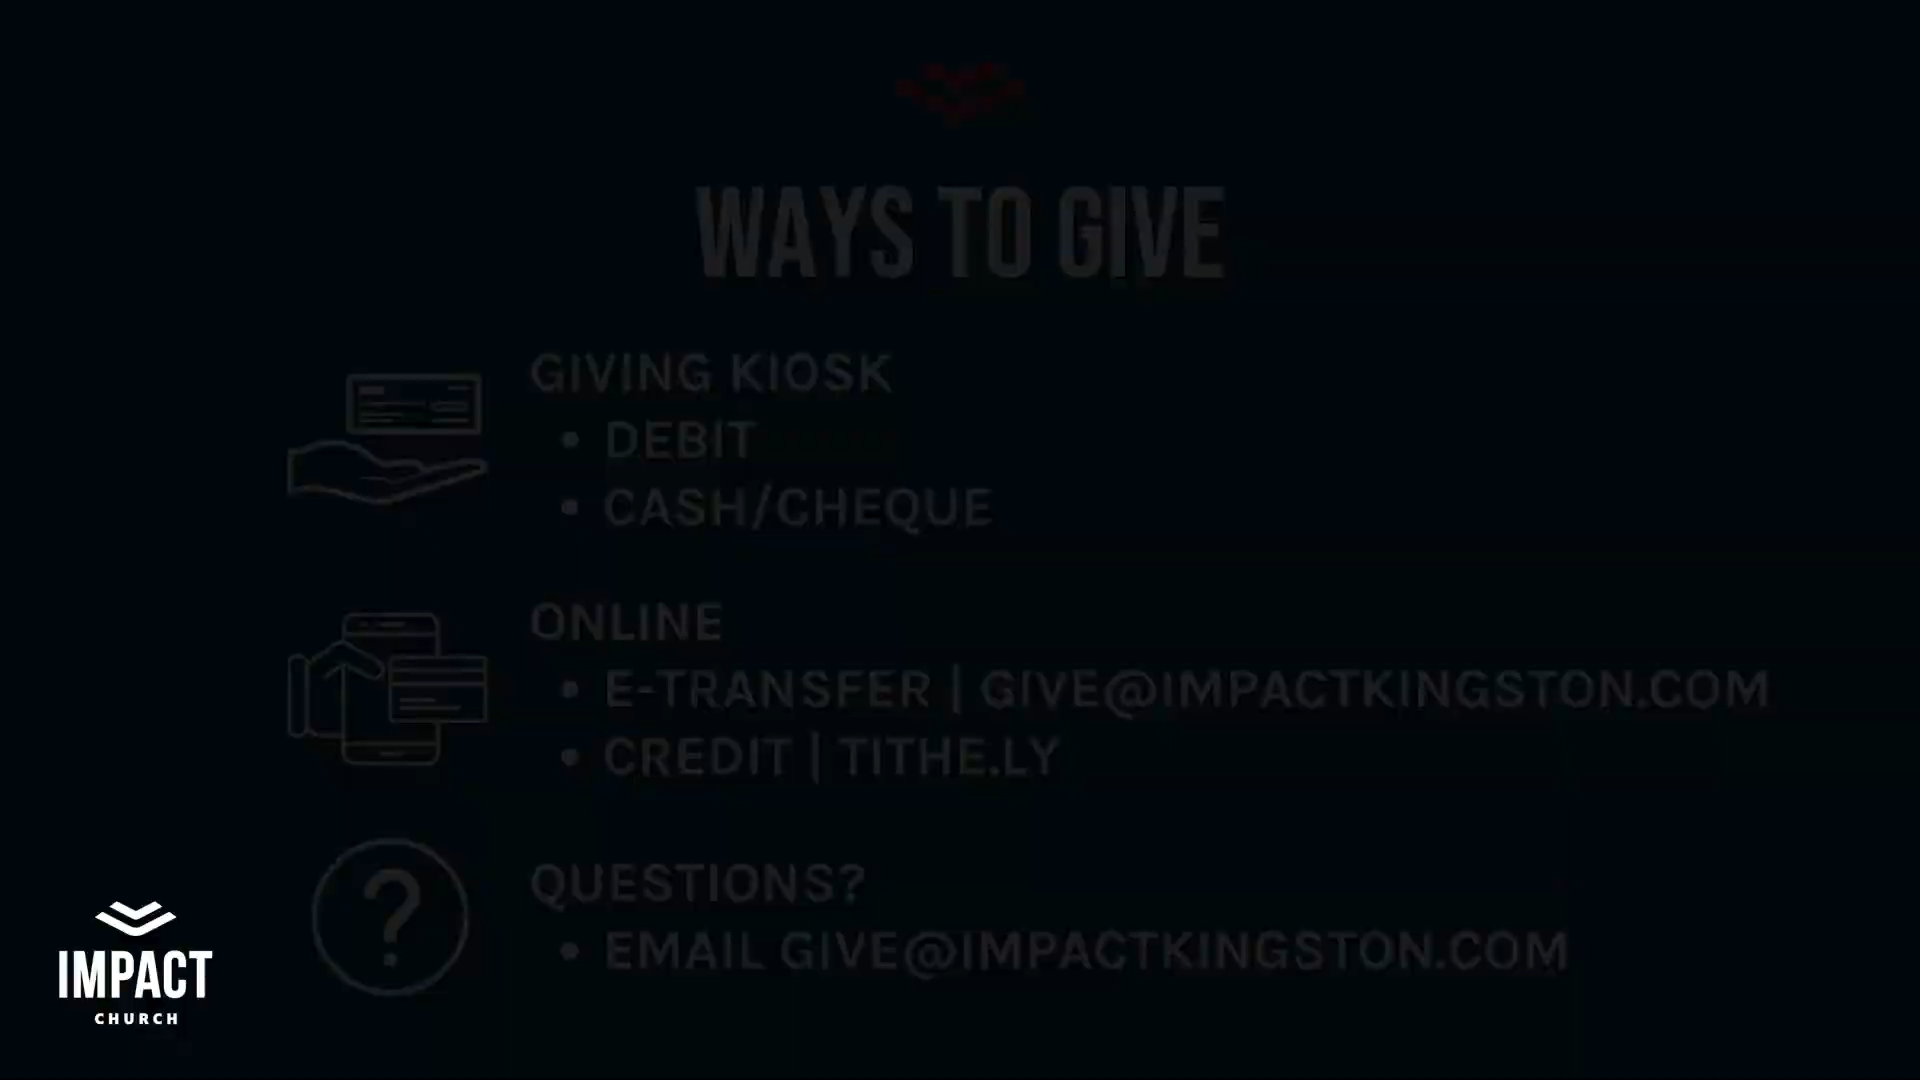 WAYS TO GIVE
GIVING KIOSK
• DEBIT
• CASH/CHEQUE
ONLINE
• E-TRANSFER | GIVE@IMPACTKINGSTON.COM
• CREDIT | TITHE.LY
?
QUESTIONS?
• EMAIL GIVE@IMPACTKINGSTON.COM
IMPACT
CHURCH